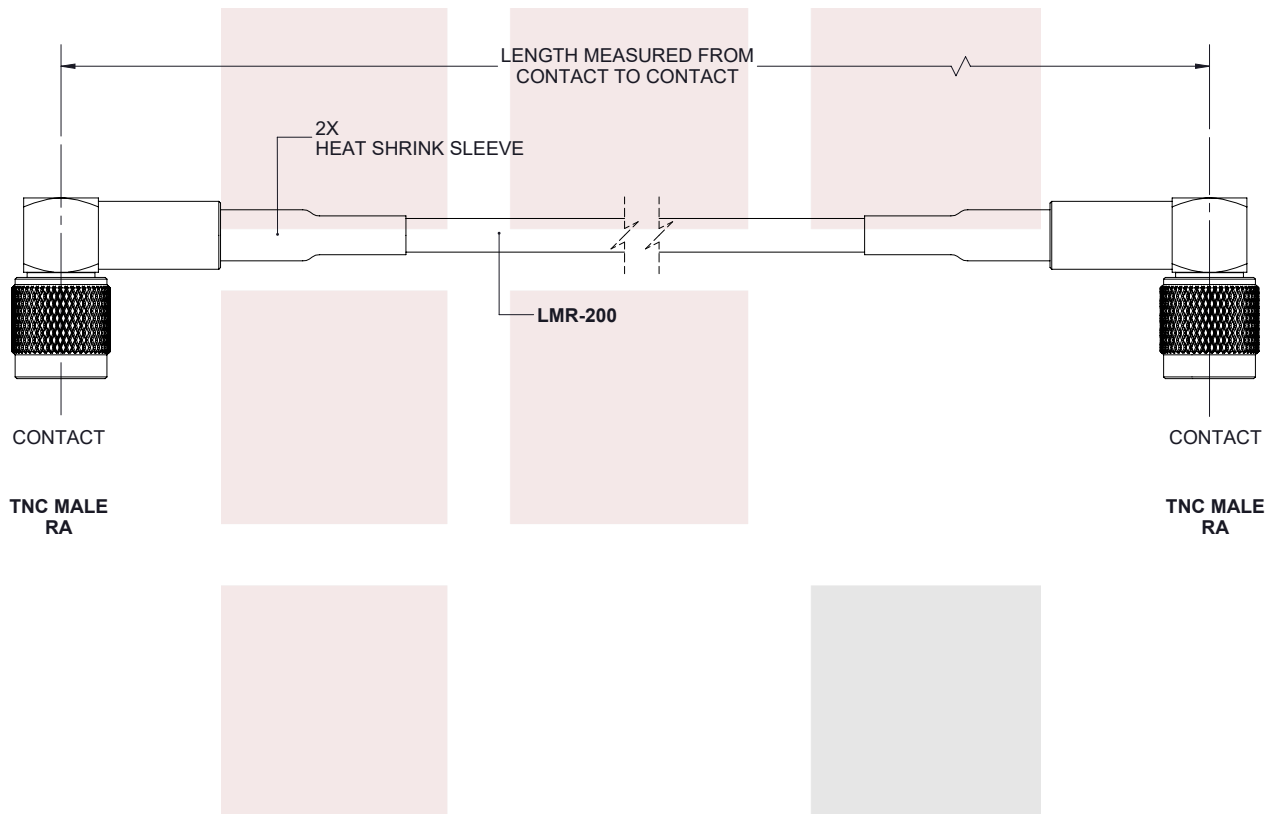 LENGTH MEASURED FROM
CONTACT TO CONTACT
2X
HEAT SHRINK SLEEVE
LMR-200
CONTACT
CONTACT
TNC MALE
RA
TNC MALE
RA